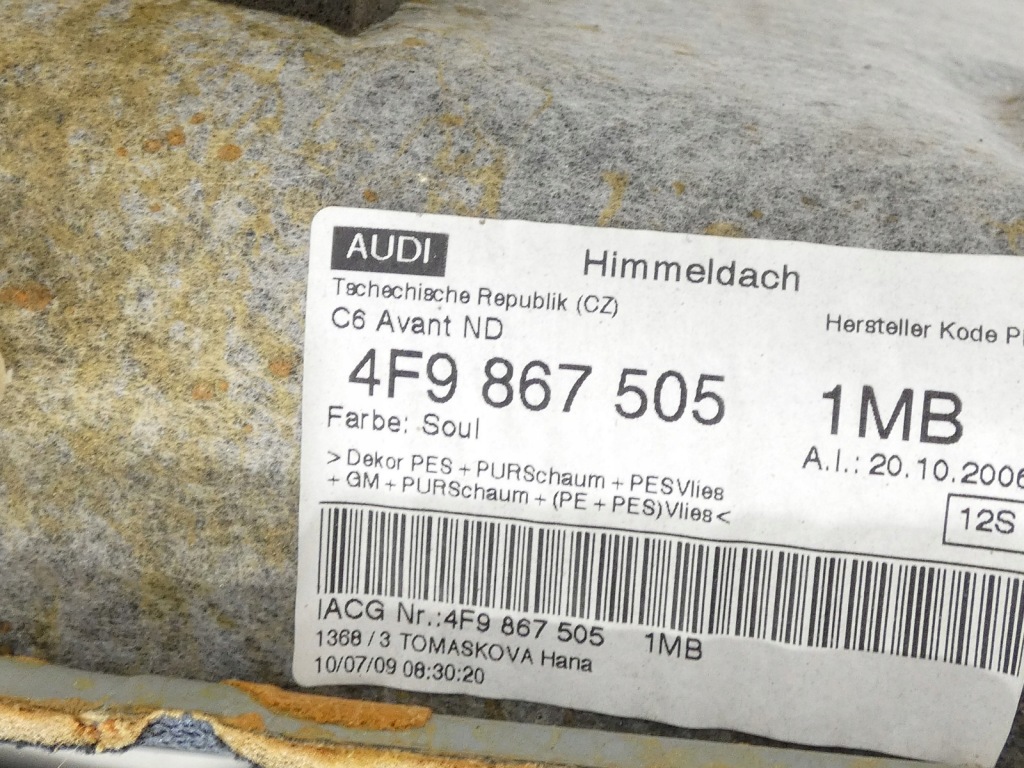 AUDI
Himmeldach
Tschechische Republik (CZ)
C6 Avant ND
Hersteller Kode
4F9 867 505 1MB
Farbe: Soul
A.I.: 20.10.2006
> Dekor PES + PURSchaum + PESVlies
+ GM + PURSchaum + (PE + PES)Vlies <
12S
IACG Nr.:4F9 867 505 1MB
1368 / 3 TOMASKOVA Hana
10/07/09 08:30:20